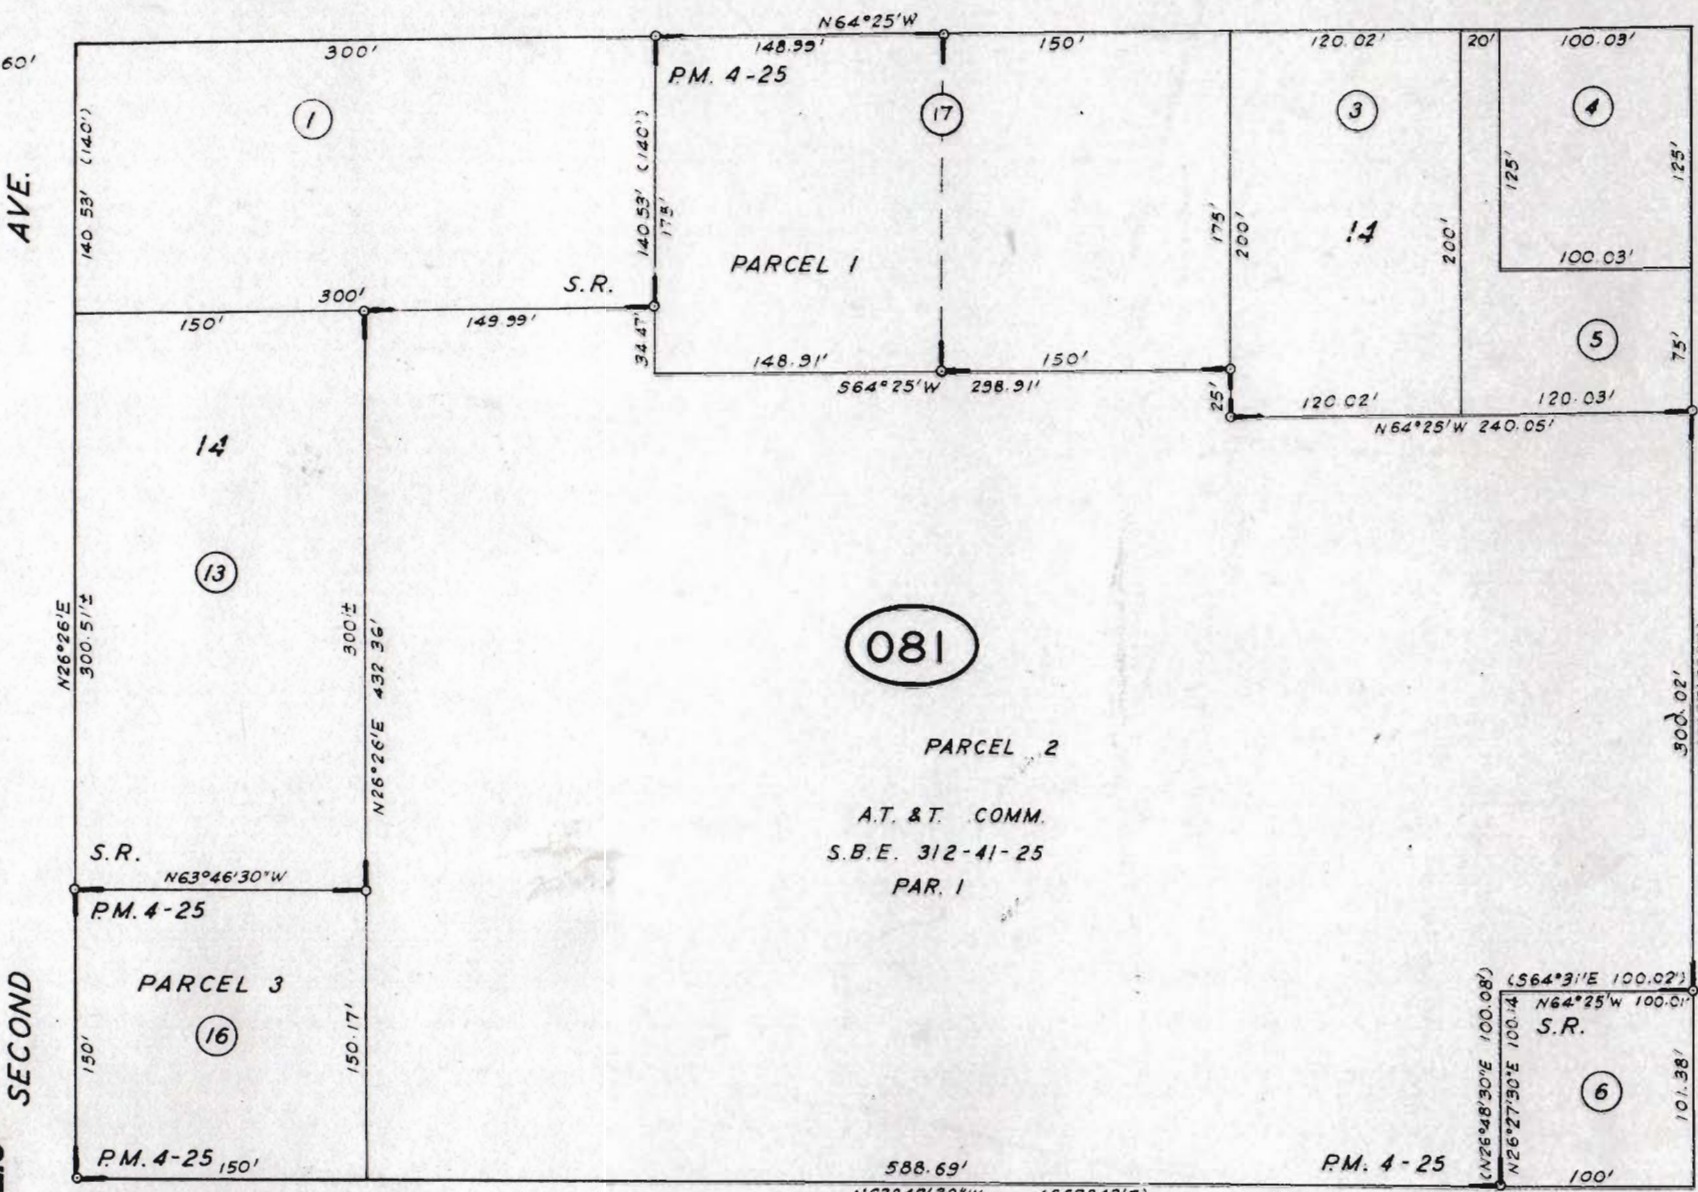 N64°25'W
60'
300'
148.99'
150'
120.02'
20'
100.03'
P.M. 4-25
1
17
3
4
AVE.
140 53' (140')
140 53' (140')
175'
175'
200'
14
200'
125'
125'
PARCEL 1
100.03'
S.R.
300'
150'
149.99'
34.47'
148.91'
150'
S64°25'W 298.91'
25'
120.02'
120.03'
N64°25'W 240.05'
5
75'
14
13
N26°26'E
300.51'±
300'±
N26°26'E 432 36'
081
300.02'
PARCEL 2
A.T. & T. COMM.
S.B.E. 312-41-25
PAR. 1
S.R.
N63°46'30"W
P.M. 4-25
PARCEL 3
16
SECOND
150'
150.17'
(S64°31'E 100.02')
N64°25'W 100.01'
S.R.
(N26°48'30"E 100.08')
N26°27'30"E 100.14
6
101.38'
P.M. 4-25
150'
588.69'
P.M. 4-25
100'